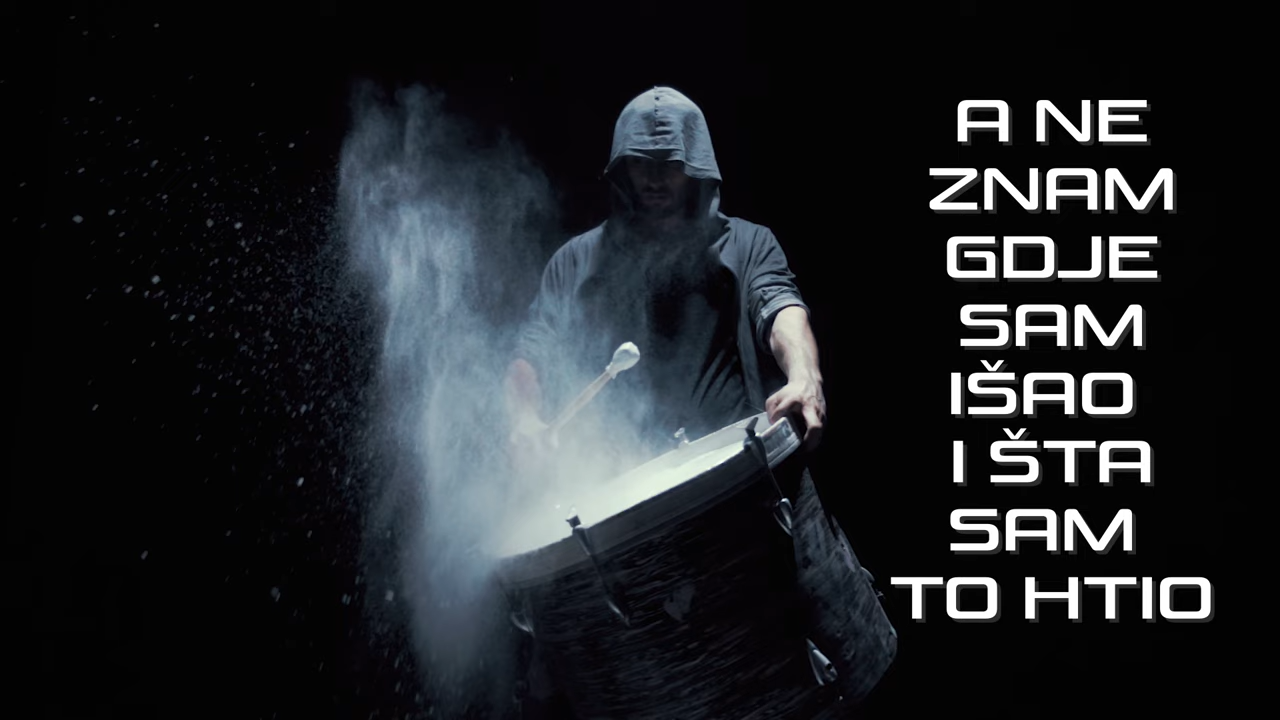 A NE
ZNAM
GDJE
SAM
IŠAO
I ŠTA
SAM
TO HTIO